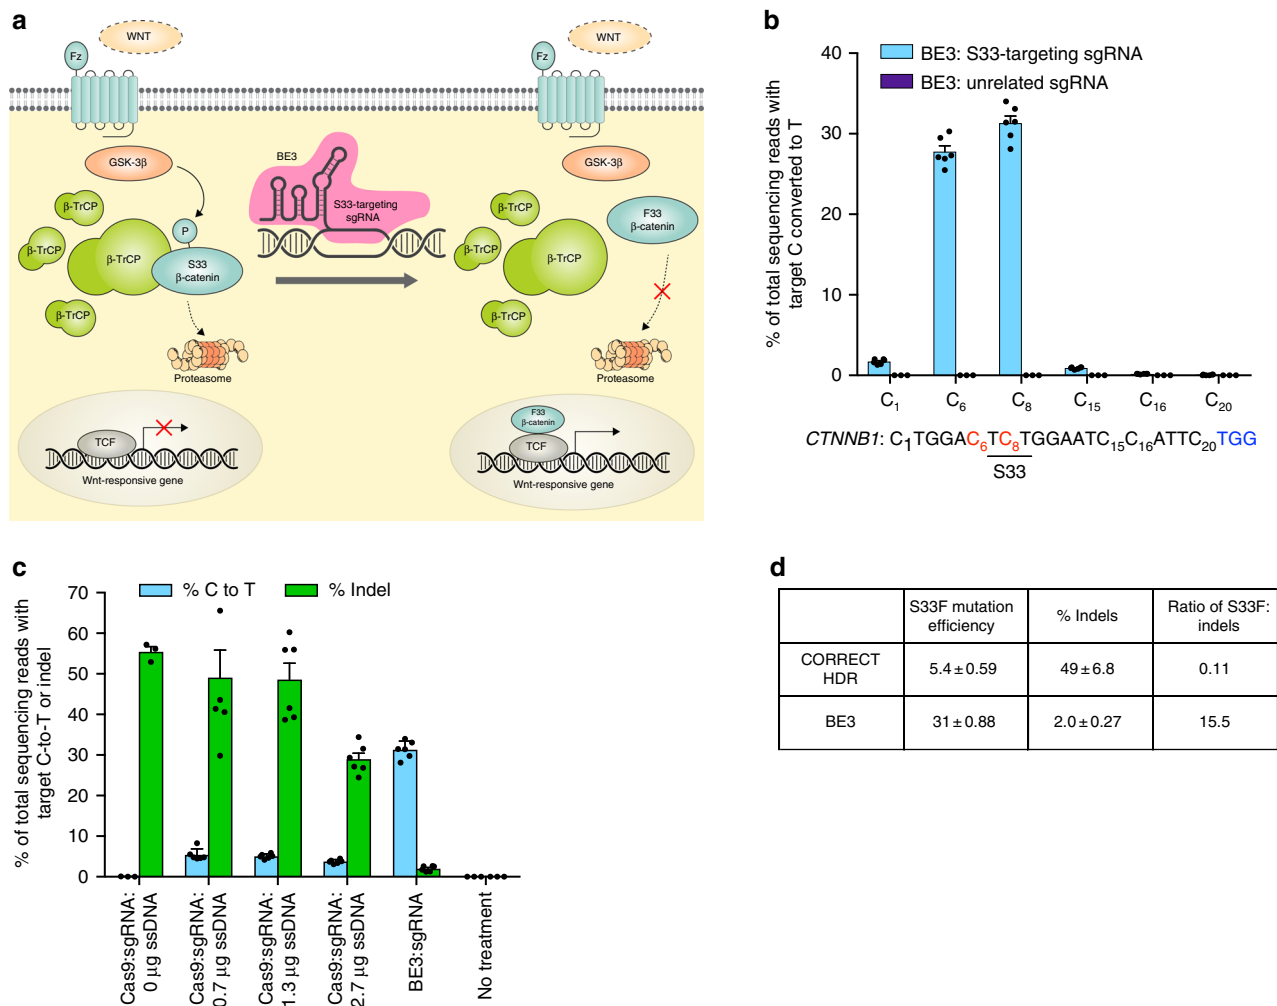 a
WNT
Fz
GSK-3β
β-TrCP
β-TrCP
β-TrCP
β-TrCP
P
S33
β-catenin
Proteasome
TCF
Wnt-responsive gene
BE3
S33-targeting
sgRNA
WNT
Fz
GSK-3β
β-TrCP
β-TrCP
β-TrCP
β-TrCP
F33
β-catenin
Proteasome
F33
β-catenin
TCF
Wnt-responsive gene
b
% of total sequencing reads with
target C converted to T
40
30
20
10
0
BE3: S33-targeting sgRNA
BE3: unrelated sgRNA
C1 C6 C8 C15 C16 C20
CTNNB1: C1TGGAC6TC8TGGAATC15C16ATTC20TGG
S33
c
% of total sequencing reads with
target C-to-T or indel
70
60
50
40
30
20
10
0
% C to T % Indel
Cas9:sgRNA:
0 µg ssDNA
Cas9:sgRNA:
0.7 µg ssDNA
Cas9:sgRNA:
1.3 µg ssDNA
Cas9:sgRNA:
2.7 µg ssDNA
BE3:sgRNA
No treatment
d
S33F mutation
efficiency
% Indels
Ratio of S33F:
indels
CORRECT
HDR
5.4 ± 0.59
49 ± 6.8
0.11
BE3
31 ± 0.88
2.0 ± 0.27
15.5